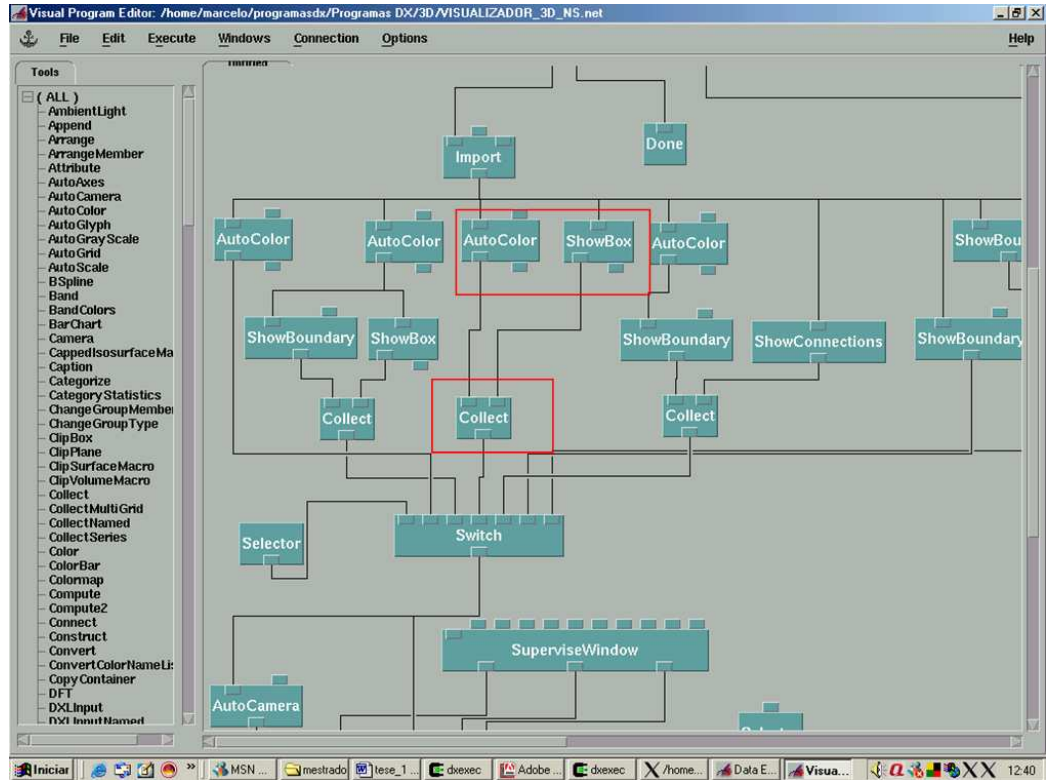 Visual Program Editor: /home/marcelo/programasdx/Programas DX/3D/VISUALIZADOR_3D_NS.net
File Edit Execute Windows Connection Options Help
Tools
Untitled
( ALL )
AmbientLight
Append
Arrange
ArrangeMember
Attribute
AutoAxes
AutoCamera
AutoColor
AutoGlyph
AutoGrayScale
AutoGrid
AutoScale
BSpline
Band
BandColors
BarChart
Camera
CappedIsosurfaceMa
Caption
Categorize
CategoryStatistics
ChangeGroupMember
ChangeGroupType
ClipBox
ClipPlane
ClipSurfaceMacro
ClipVolumeMacro
Collect
CollectMultiGrid
CollectNamed
CollectSeries
Color
ColorBar
Colormap
Compute
Compute2
Connect
Construct
Convert
ConvertColorNameLi
CopyContainer
DFT
DXLInput
DXLInputNamed
Import Done
AutoColor AutoColor AutoColor ShowBox AutoColor ShowBou
ShowBoundary ShowBox ShowBoundary ShowConnections ShowBoundary
Collect Collect Collect
Selector Switch
SuperviseWindow
AutoCamera
Iniciar » MSN ... mestrado tese_1 ... dxexec Adobe ... dxexec /home... Data E... Visua... 12:40